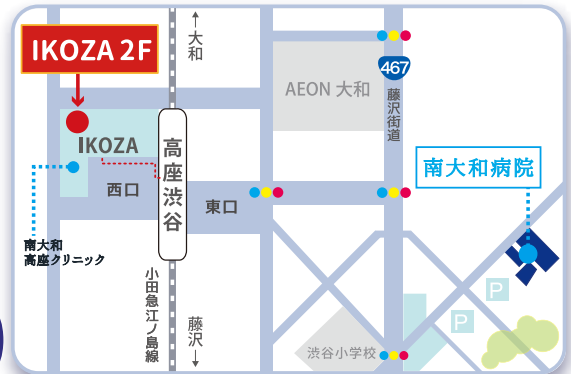 IKOZA 2F
←大和
467
AEON 大和
藤沢街道
IKOZA
高座渋谷
西口
東口
南大和病院
南大和
高座クリニック
小田急江ノ島線
藤沢→
P
P
渋谷小学校